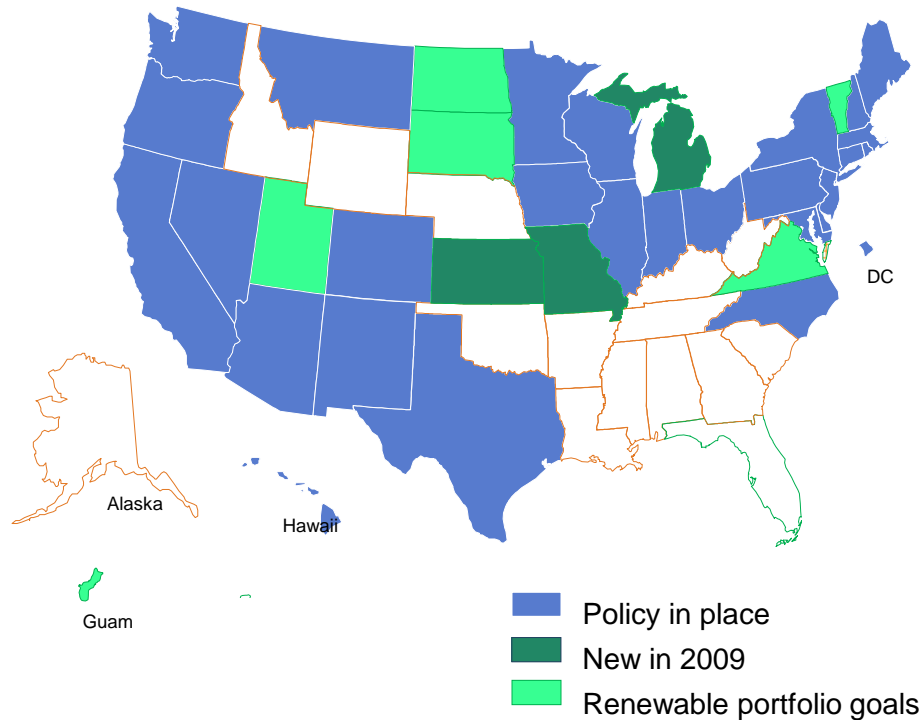 DC
Alaska
Hawaii
Guam
Policy in place
New in 2009
Renewable portfolio goals